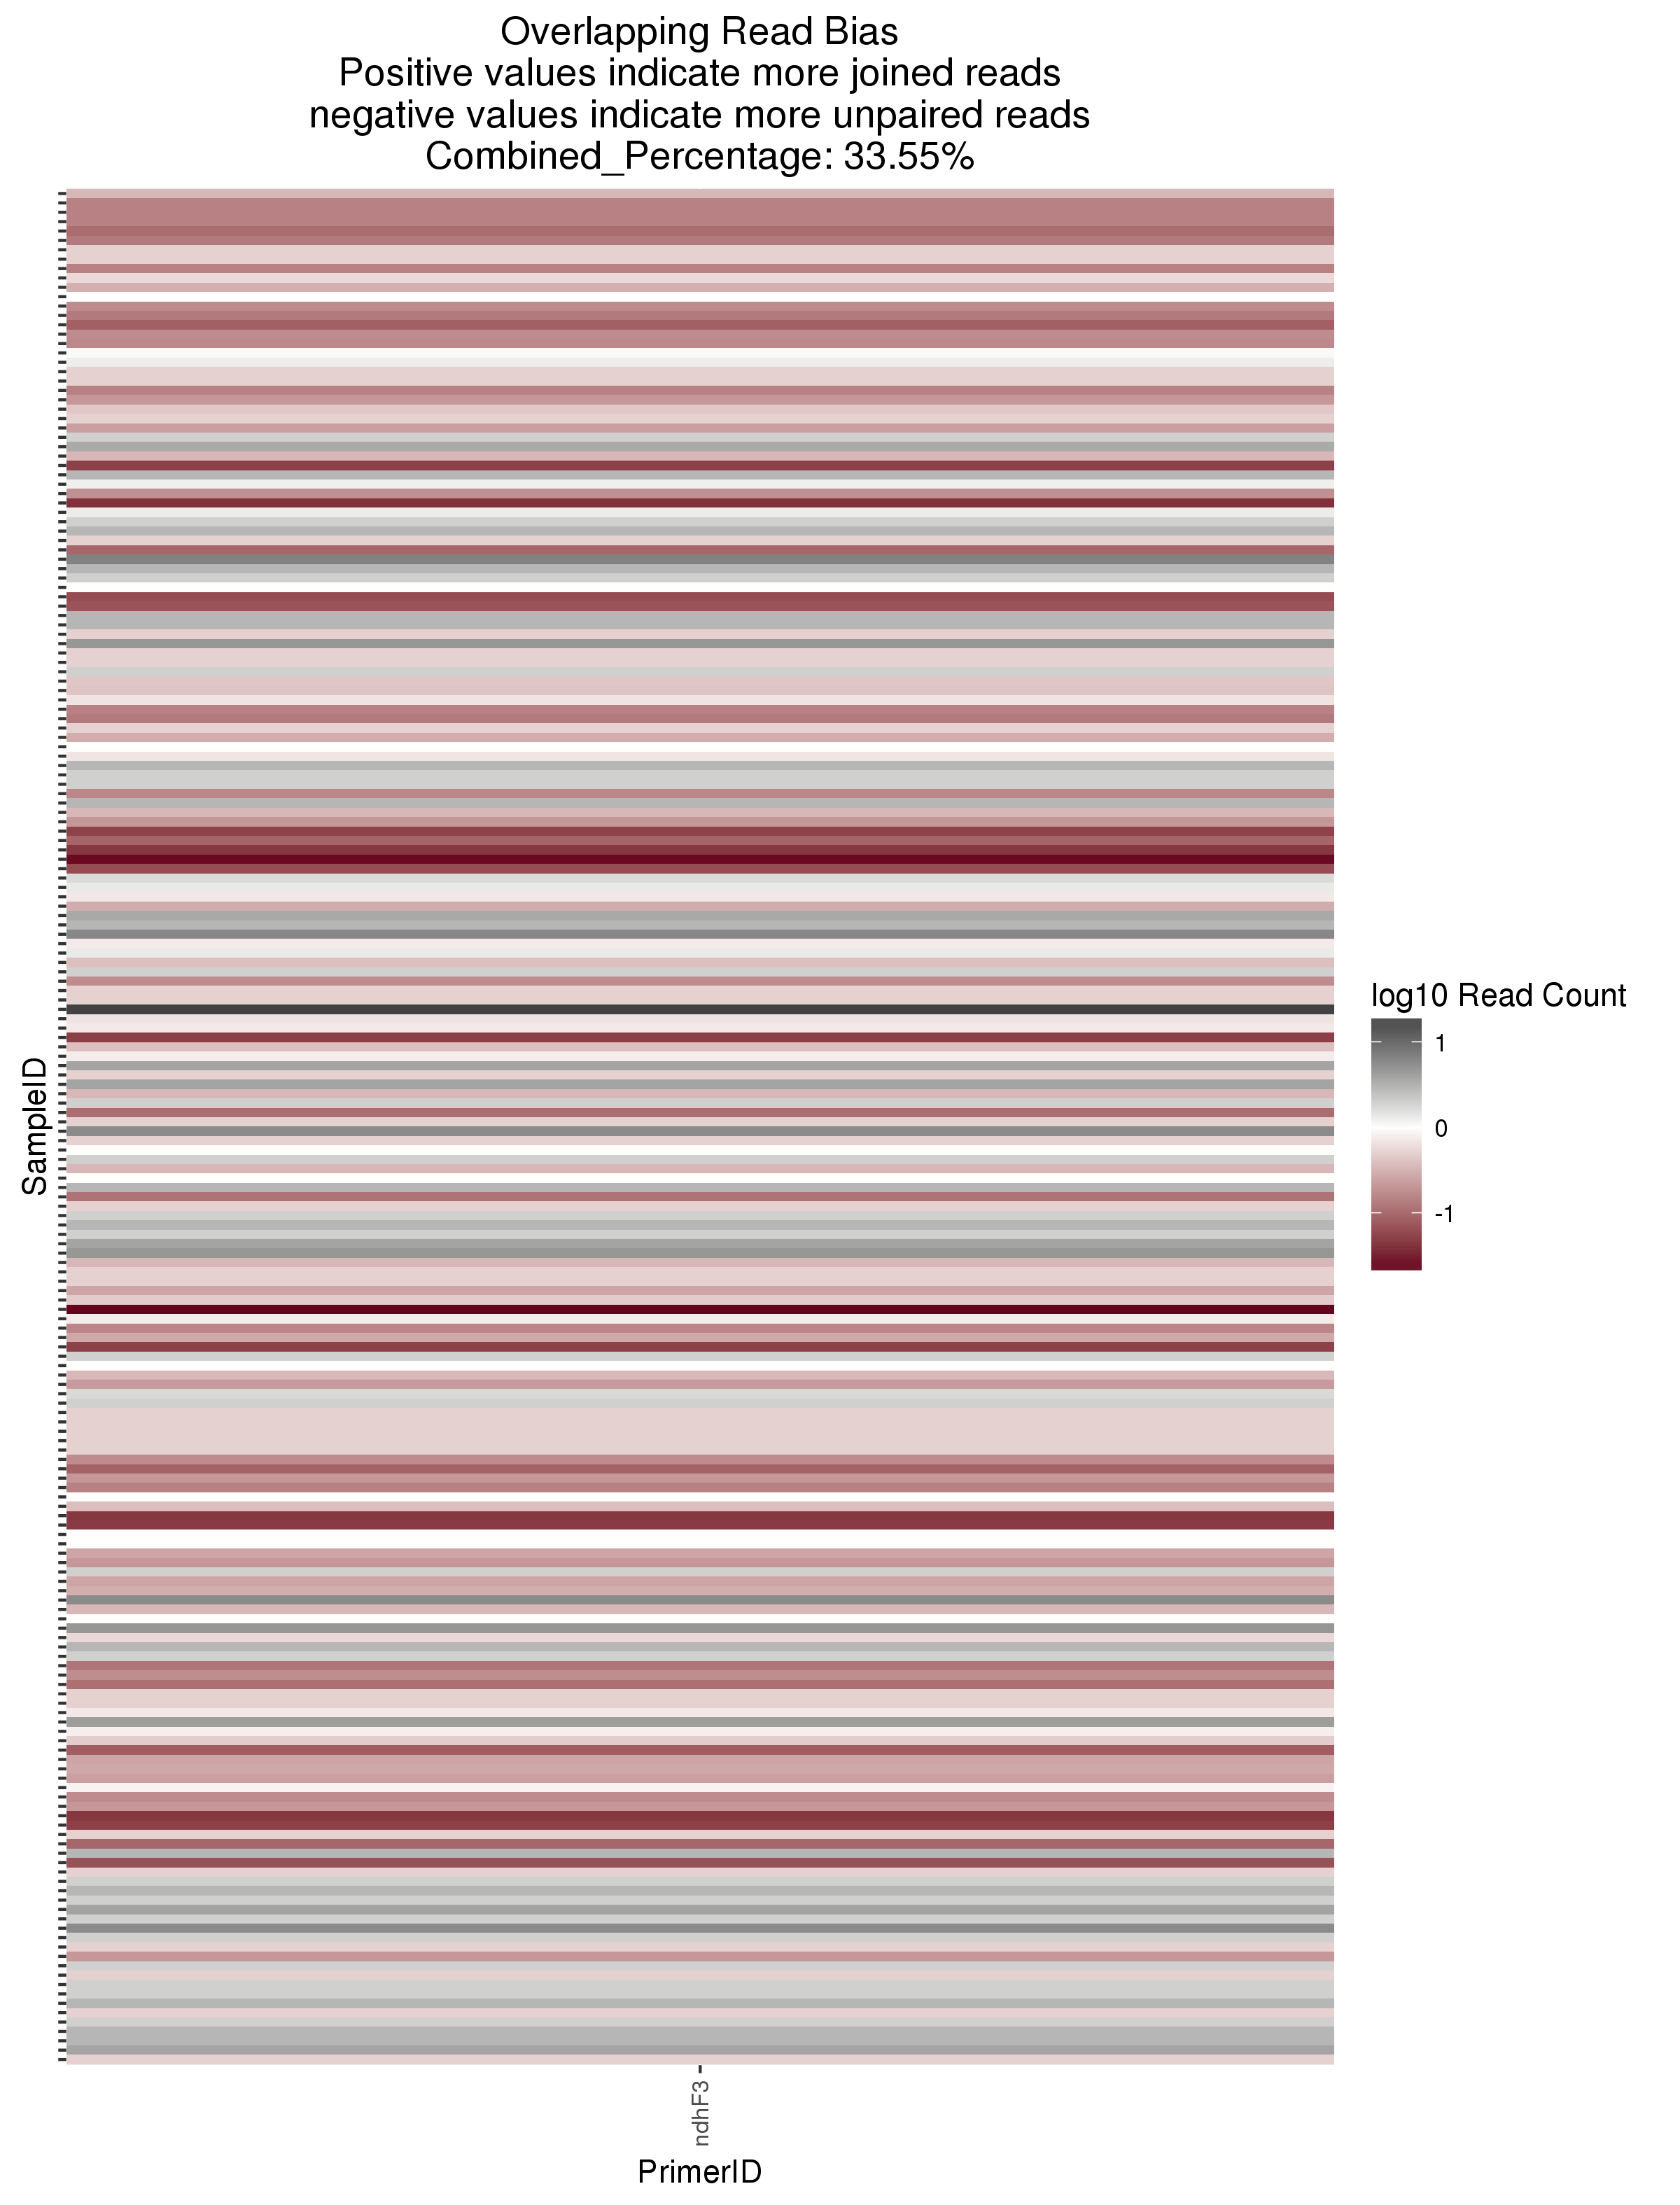 Overlapping Read Bias
Positive values indicate more joined reads
negative values indicate more unpaired reads
Combined_Percentage: 33.55%
SampleID
log10 Read Count
1
0
-1
ndhF3
PrimerID